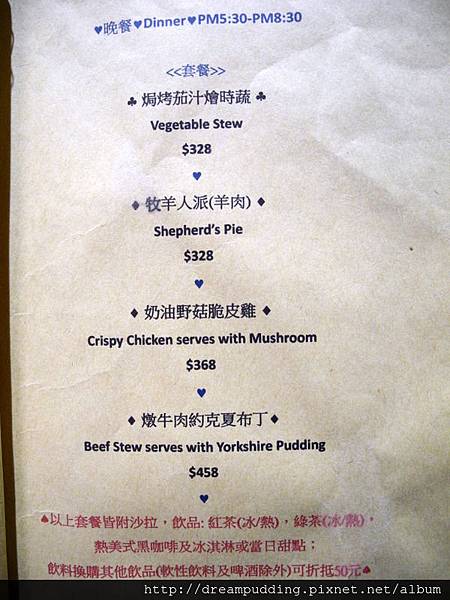 ♥晚餐♥Dinner♥PM5:30-PM8:30
<<套餐>>
♣ 焗烤茄汁燴時蔬 ♣
Vegetable Stew
$328
♥
♦ 牧羊人派(羊肉) ♦
Shepherd's Pie
$328
♥
♦ 奶油野菇脆皮雞 ♦
Crispy Chicken serves with Mushroom
$368
♥
♦ 燉牛肉約克夏布丁♦
Beef Stew serves with Yorkshire Pudding
$458
♥
♠以上套餐皆附沙拉，飲品: 紅茶(冰/熱)，綠茶(冰/熱)，
熱美式黑咖啡及冰淇淋或當日甜點；
飲料換購其他飲品(軟性飲料及啤酒除外)可折抵50元♠
http://dreampudding.pixnet.net/album